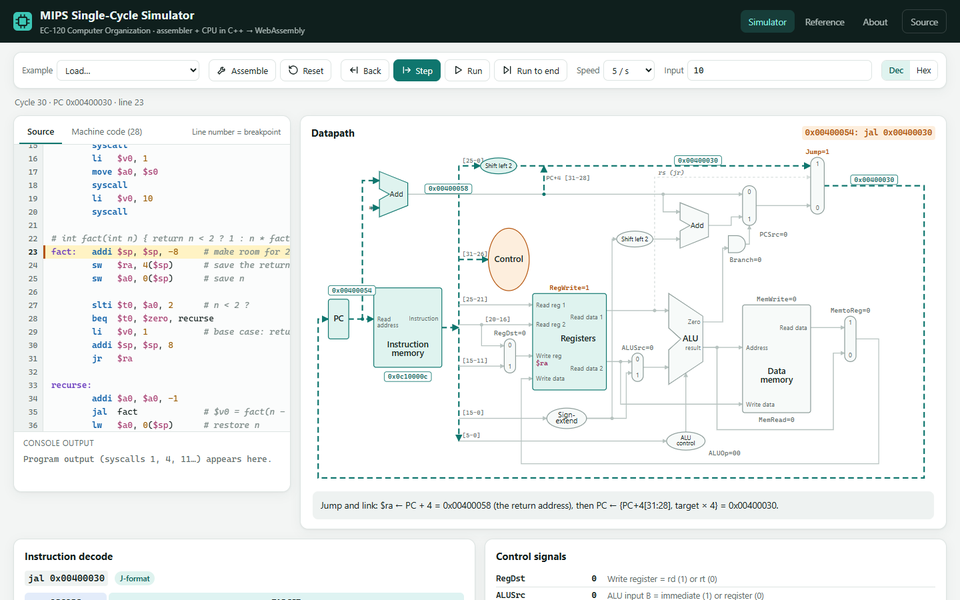 MIPS Single-Cycle Simulator
EC-120 Computer Organization · assembler + CPU in C++ → WebAssembly
Simulator
Reference
About
Source
Example
Load...
Assemble
Reset
Back
Step
Run
Run to end
Speed
5 / s
Input
10
Dec
Hex
Cycle 30 · PC 0x00400030 · line 23
Source
Machine code (28)
Line number = breakpoint
15 syscall
16 li $v0, 1
17 move $a0, $s0
18 syscall
19 li $v0, 10
20 syscall
21
22 # int fact(int n) { return n < 2 ? 1 : n * fact
23 fact: addi $sp, $sp, -8 # make room for 2
24 sw $ra, 4($sp) # save the return
25 sw $a0, 0($sp) # save n
26
27 slti $t0, $a0, 2 # n < 2 ?
28 beq $t0, $zero, recurse
29 li $v0, 1 # base case: retu
30 addi $sp, $sp, 8
31 jr $ra
32
33 recurse:
34 addi $a0, $a0, -1
35 jal fact # $v0 = fact(n -
36 lw $a0, 0($sp) # restore n
CONSOLE OUTPUT
Program output (syscalls 1, 4, 11…) appears here.
Datapath
0x00400054: jal 0x00400030
Jump=1
[25-0]
Shift left 2
0x00400030
rs (jr)
PC+4 [31-28]
1
0
0x00400030
Add
0x00400058
0
1
Add
Shift left 2
PCSrc=0
Branch=0
[31-26]
Control
RegWrite=1
0x00400054
PC
Read address
Instruction
Instruction memory
0x0c10000c
[25-21]
[20-16]
RegDst=0
0
1
[15-11]
Read reg 1
Read data 1
Read reg 2
Registers
Write reg
$ra
Read data 2
Write data
ALUSrc=0
0
1
Zero
ALU
result
MemWrite=0
Read data
Address
Data memory
Write data
MemRead=0
MemtoReg=0
1
0
[15-0]
Sign-extend
[5-0]
ALU control
ALUOp=00
Jump and link: $ra ← PC + 4 = 0x00400058 (the return address), then PC ← {PC+4[31:28], target × 4} = 0x00400030.
Instruction decode
jal 0x00400030
J-format
Control signals
RegDst 0 Write register = rd (1) or rt (0)
ALUSrc 0 ALU input B = immediate (1) or register (0)